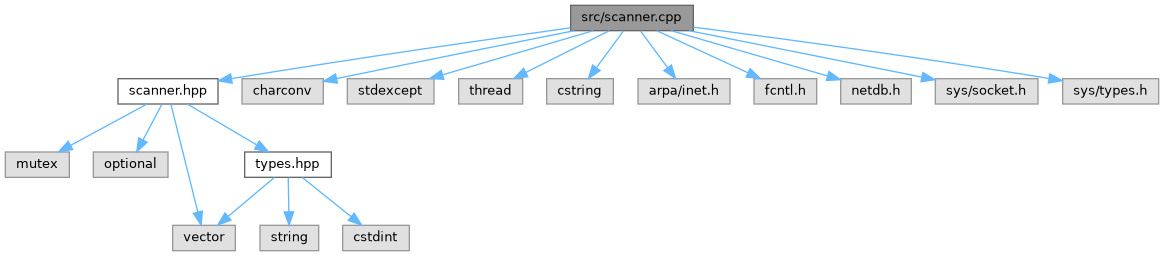 src/scanner.cpp
scanner.hpp
charconv
stdexcept
thread
cstring
arpa/inet.h
fcntl.h
netdb.h
sys/socket.h
sys/types.h
mutex
optional
types.hpp
vector
string
cstdint